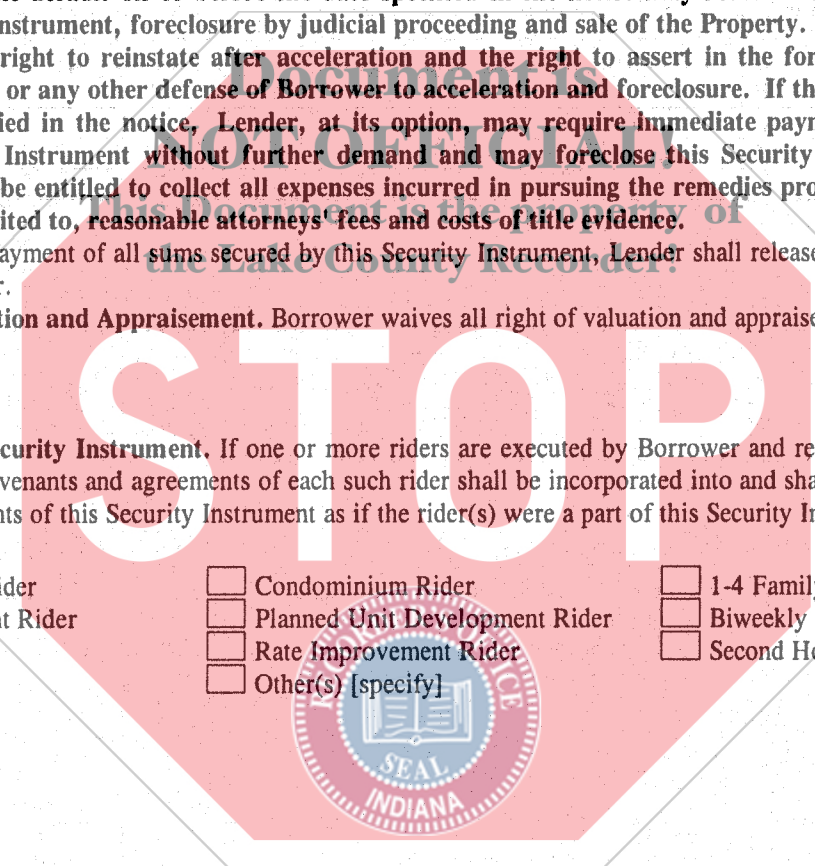 nstrument, foreclosure by judicial proceeding and sale of the Property.
right to reinstate after acceleration and the right to assert in the for
Document is
or any other defense of Borrower to acceleration and foreclosure. If th
ied in the notice, Lender, at its option, may require immediate payr
NOT OFFICIAL!
Instrument without further demand and may foreclose this Security
be entitled to collect all expenses incurred in pursuing the remedies pro
This Document is the property of
ited to, reasonable attorneys' fees and costs of title evidence.
ayment of all sums secured by this Security Instrument, Lender shall release
the Lake County Recorder!
r.
tion and Appraisement. Borrower waives all right of valuation and appraise
STOP
curity Instrument. If one or more riders are executed by Borrower and re
venants and agreements of each such rider shall be incorporated into and sha
nts of this Security Instrument as if the rider(s) were a part of this Security In
ider
Condominium Rider
1-4 Family
nt Rider
Planned Unit Development Rider
Biweekly
Rate Improvement Rider
Second Ho
Other(s) [specify]
RECORDER'S OFFICE
SEAL
INDIANA